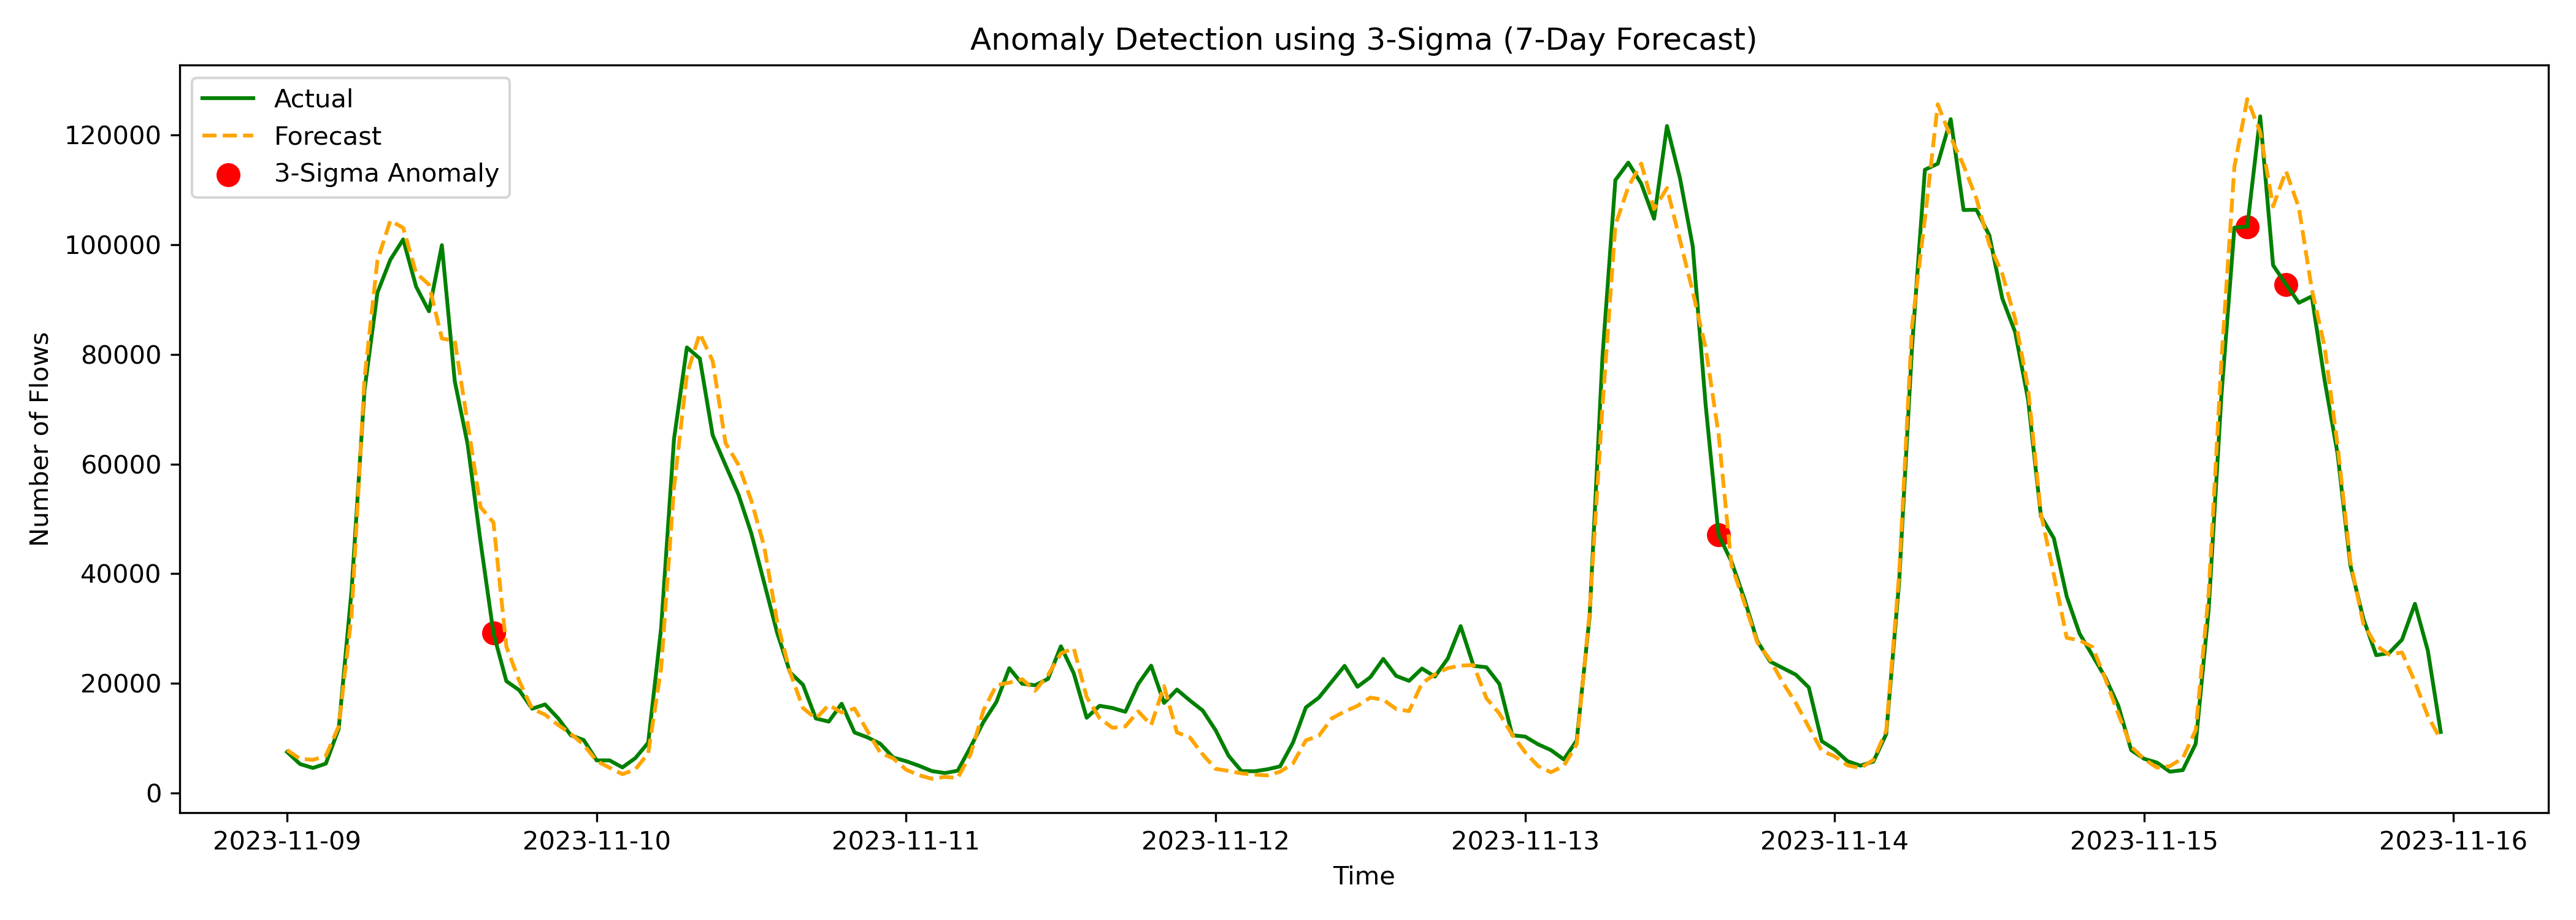 Anomaly Detection using 3-Sigma (7-Day Forecast)
Actual
Forecast
3-Sigma Anomaly
120000
100000
80000
60000
40000
20000
0
Number of Flows
2023-11-09 2023-11-10 2023-11-11 2023-11-12 2023-11-13 2023-11-14 2023-11-15 2023-11-16
Time